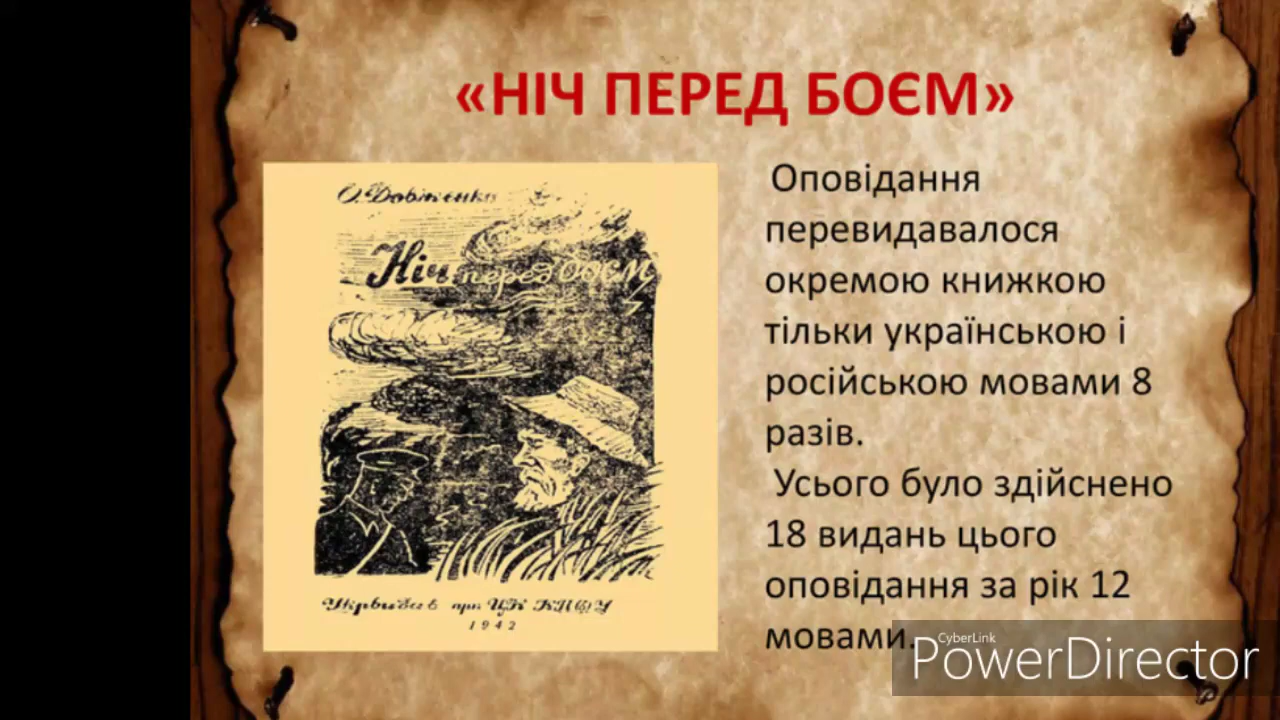 «НІЧ ПЕРЕД БОЄМ»
О. Довженко
Ніч перед боєм
Укрвидав при ЦК КП(б)У
1942
Оповідання
перевидавалося
окремою книжкою
тільки українською і
російською мовами 8
разів.
Усього було здійснено
18 видань цього
оповідання за рік 12
мовами.
CyberLink
PowerDirector